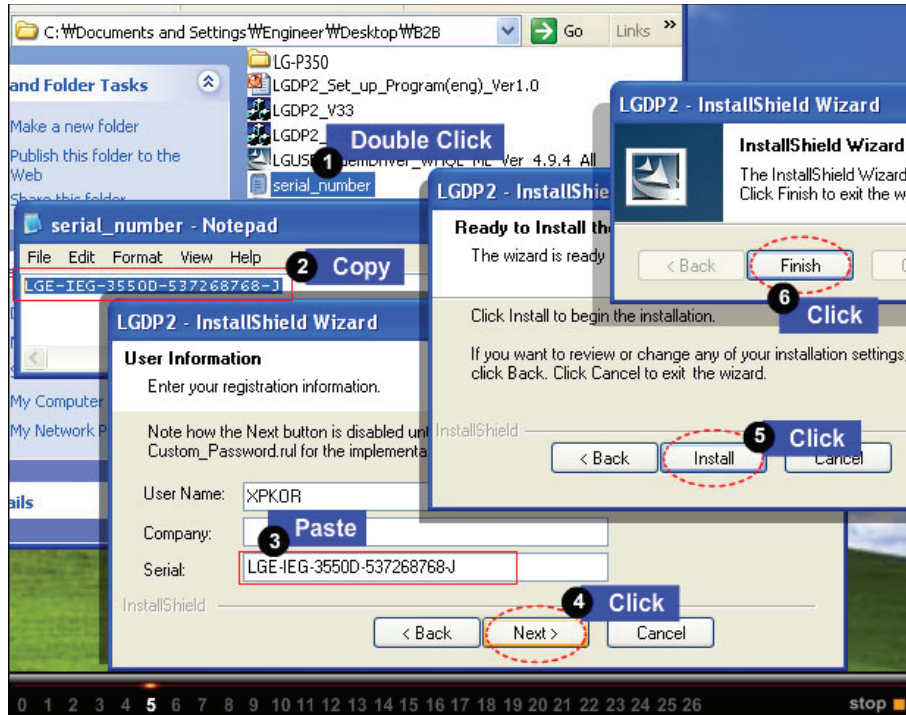 C:₩Documents and Settings₩Engineer₩Desktop₩B2B
Go
Links »
and Folder Tasks
Make a new folder
Publish this folder to the
Web
Share this folder
My Computer
My Network P
ails
LG-P350
LGDP2_Set_up_Program(eng)_Ver1.0
LGDP2_V33
LGDP2_
Ver_4.9.4_All
serial_number
1
Double Click
serial_number - Notepad
File Edit Format View Help
LGE-IEG-3550D-537268768-J
2
Copy
LGDP2 - InstallShield Wizard
User Information
Enter your registration information.
Note how the Next button is disabled unt
Custom_Password.rul for the implementa
User Name:
XPKOR
Company:
3
Paste
Serial:
LGE-IEG-3550D-537268768-J
InstallShield
4
Click
< Back
Next >
Cancel
LGDP2 - InstallShie
Ready to Install th
The wizard is ready
Click Install to begin the installation.
If you want to review or change any of your installation settings,
click Back. Click Cancel to exit the wizard.
InstallShield
5
Click
< Back
Install
Cancel
LGDP2 - InstallShield Wizard
InstallShield Wizard
The InstallShield Wizard
Click Finish to exit the w
< Back
Finish
6
Click
0 1 2 3 4 5 6 7 8 9 10 11 12 13 14 15 16 17 18 19 20 21 22 23 24 25 26
stop